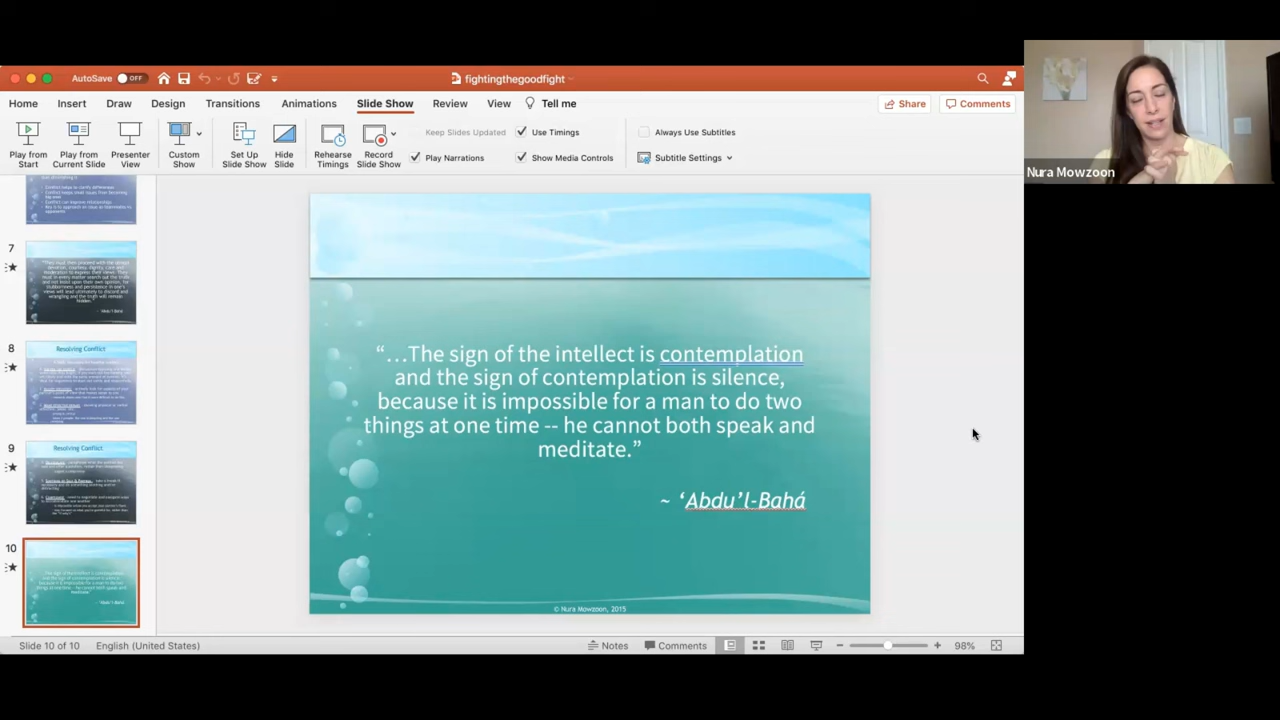 AutoSave OFF
fightingthegoodfight
Home Insert Draw Design Transitions Animations Slide Show Review View Tell me
Share Comments
Play from Start
Play from Current Slide
Presenter View
Custom Show
Set Up Slide Show
Hide Slide
Rehearse Timings
Record Slide Show
Keep Slides Updated
Use Timings
Play Narrations
Show Media Controls
Always Use Subtitles
Subtitle Settings
Nura Mowzoon
7
8
Resolving Conflict
9
Resolving Conflict
10
“…The sign of the intellect is contemplation
and the sign of contemplation is silence,
because it is impossible for a man to do two
things at one time -- he cannot both speak and
meditate.”
~ ‘Abdu’l-Bahá
© Nura Mowzoon, 2015
Slide 10 of 10 English (United States) Notes Comments 98%